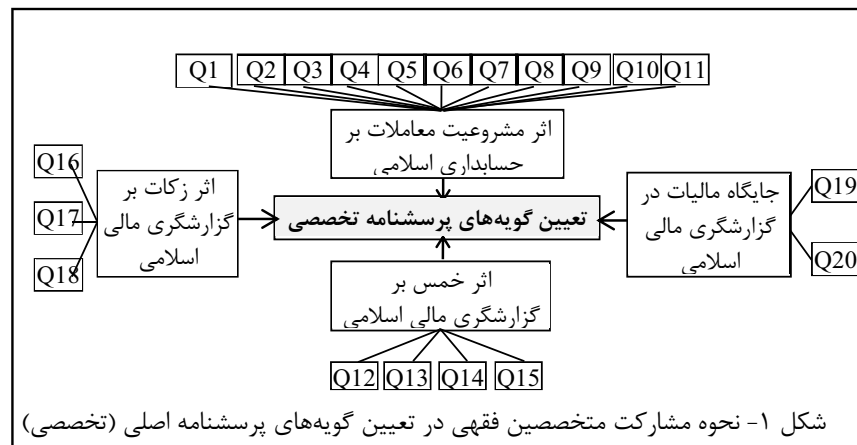 Q1 Q2 Q3 Q4 Q5 Q6 Q7 Q8 Q9 Q10 Q11
اثر مشروعیت معاملات بر
حسابداری اسلامی
Q16
Q17
Q18
اثر زکات بر
گزارشگری مالی
اسلامی
تعیین گویه‌های پرسشنامه تخصصی
جایگاه مالیات در
گزارشگری مالی
اسلامی
Q19
Q20
اثر خمس بر
گزارشگری مالی اسلامی
Q12 Q13 Q14 Q15
شکل ۱- نحوه مشارکت متخصصین فقهی در تعیین گویه‌های پرسشنامه اصلی (تخصصی)